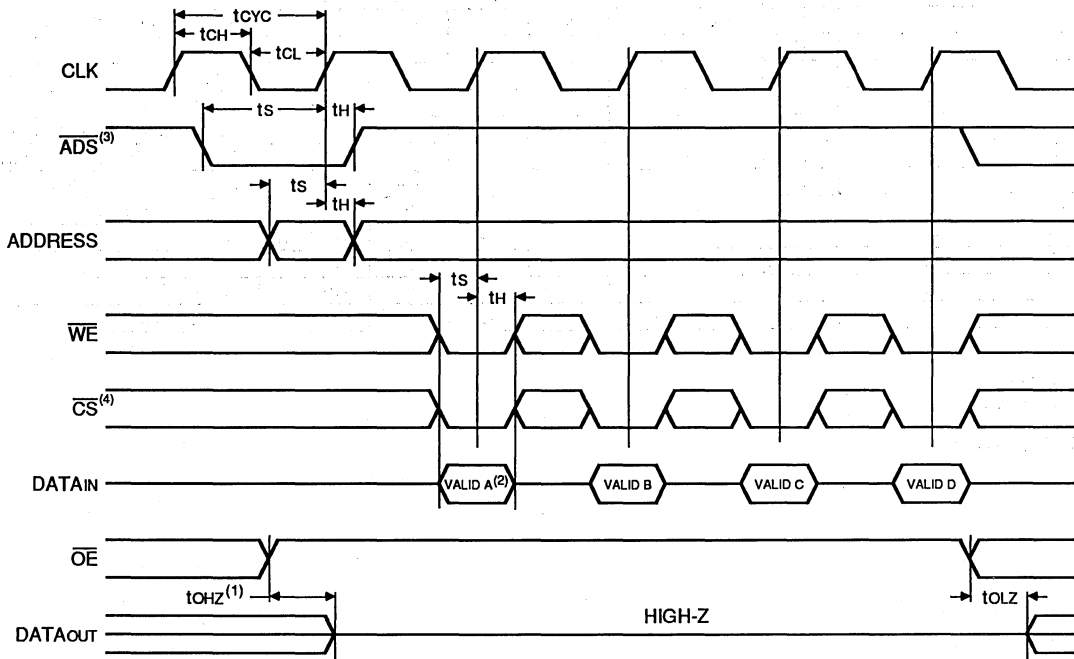 tCYC
tCH
tCL
CLK
tS
tH
ADS(3)
tS
tH
ADDRESS
tS
tH
WE
CS(4)
DATAIN
VALID A(2)
VALID B
VALID C
VALID D
OE
tOHZ(1)
tOLZ
HIGH-Z
DATAOUT